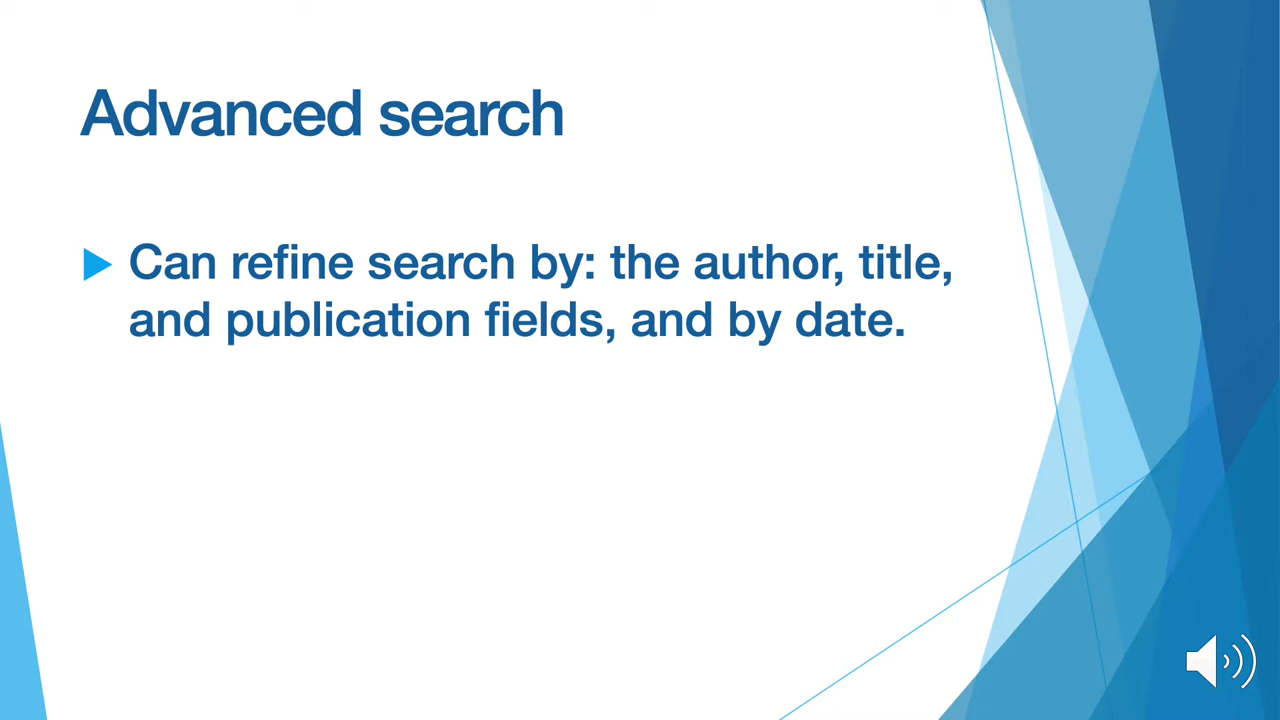 Advanced search
Can refine search by: the author, title,
and publication fields, and by date.